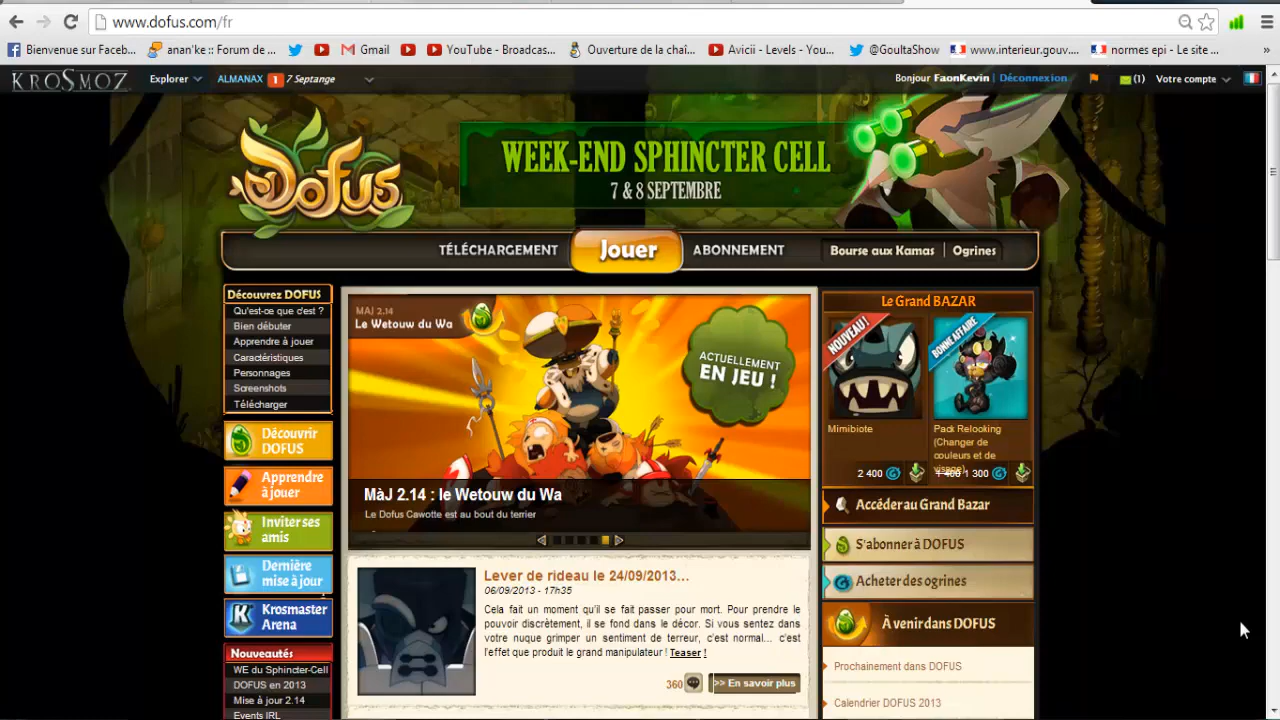 www.dofus.com/fr
Bienvenue sur Faceb...
anan'ke :: Forum de ...
Gmail
YouTube - Broadcas...
Ouverture de la chaî...
Avicii - Levels - You...
@GoultaShow
www.interieur.gouv....
normes epi - Le site ...
»
KROSMOZ
Explorer
ALMANAX 1 7 Septange
Bonjour FaonKevin | Déconnexion
(1)
Votre compte
DOFUS
WEEK-END SPHINCTER CELL
7 & 8 SEPTEMBRE
TÉLÉCHARGEMENT
Jouer
ABONNEMENT
Bourse aux Kamas
Ogrines
Découvrez DOFUS
Qu'est-ce que c'est ?
Bien débuter
Apprendre à jouer
Caractéristiques
Personnages
Screenshots
Télécharger
Découvrir
DOFUS
Apprendre
à jouer
Inviter ses
amis
Dernière
mise à jour
Krosmaster
Arena
Nouveautés
WE du Sphincter-Cell
DOFUS en 2013
Mise à jour 2.14
Events IRL
MAJ 2.14
Le Wetouw du Wa
ACTUELLEMENT
EN JEU !
MàJ 2.14 : le Wetouw du Wa
Le Dofus Cawotte est au bout du terrier
Lever de rideau le 24/09/2013...
06/09/2013 - 17h35
Cela fait un moment qu'il se fait passer pour mort. Pour prendre le
pouvoir discrètement, il se fond dans le décor. Si vous sentez dans
votre nuque grimper un sentiment de terreur, c'est normal... c'est
l'effet que produit le grand manipulateur ! Teaser !
360
>> En savoir plus
Le Grand BAZAR
NOUVEAU !
BONNE AFFAIRE
Mimibiote
2 400
Pack Relooking
(Changer de
couleurs et de
visage)
1 400 1 300
Accéder au Grand Bazar
S'abonner à DOFUS
Acheter des ogrines
À venir dans DOFUS
Prochainement dans DOFUS
Calendrier DOFUS 2013